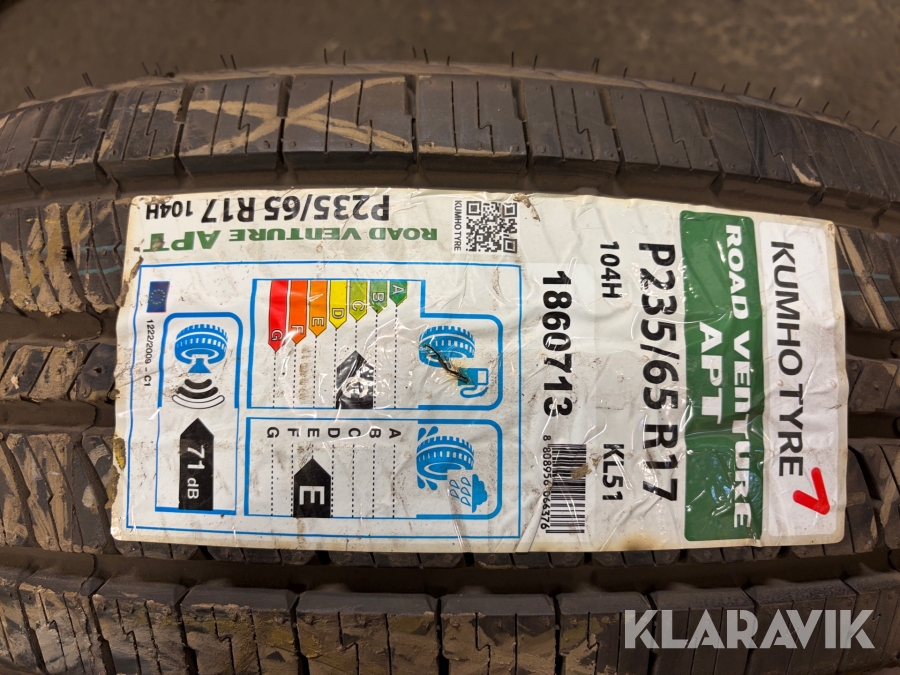 KUMHO TYRE
ROAD VENTURE
APT
P235/65 R17
104H
KL51
1860713
KUMHO TYRE
ROAD VENTURE APT
P235/65 R17 104H
A
B
C
D
E
F
G
A
B
C
D
E
F
G
E
71 dB
1222/2009 - C1
KLARAVIK